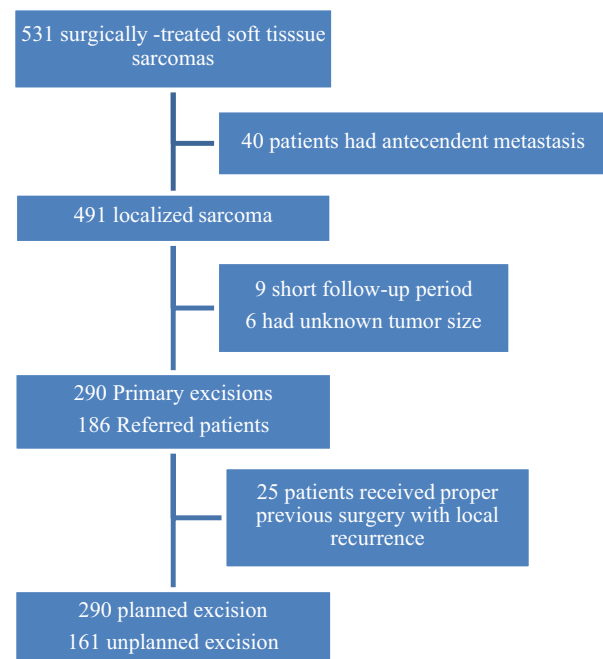 531 surgically -treated soft tisssue
sarcomas
40 patients had antecendent metastasis
491 localized sarcoma
9 short follow-up period
6 had unknown tumor size
290 Primary excisions
186 Referred patients
25 patients received proper
previous surgery with local
recurrence
290 planned excision
161 unplanned excision